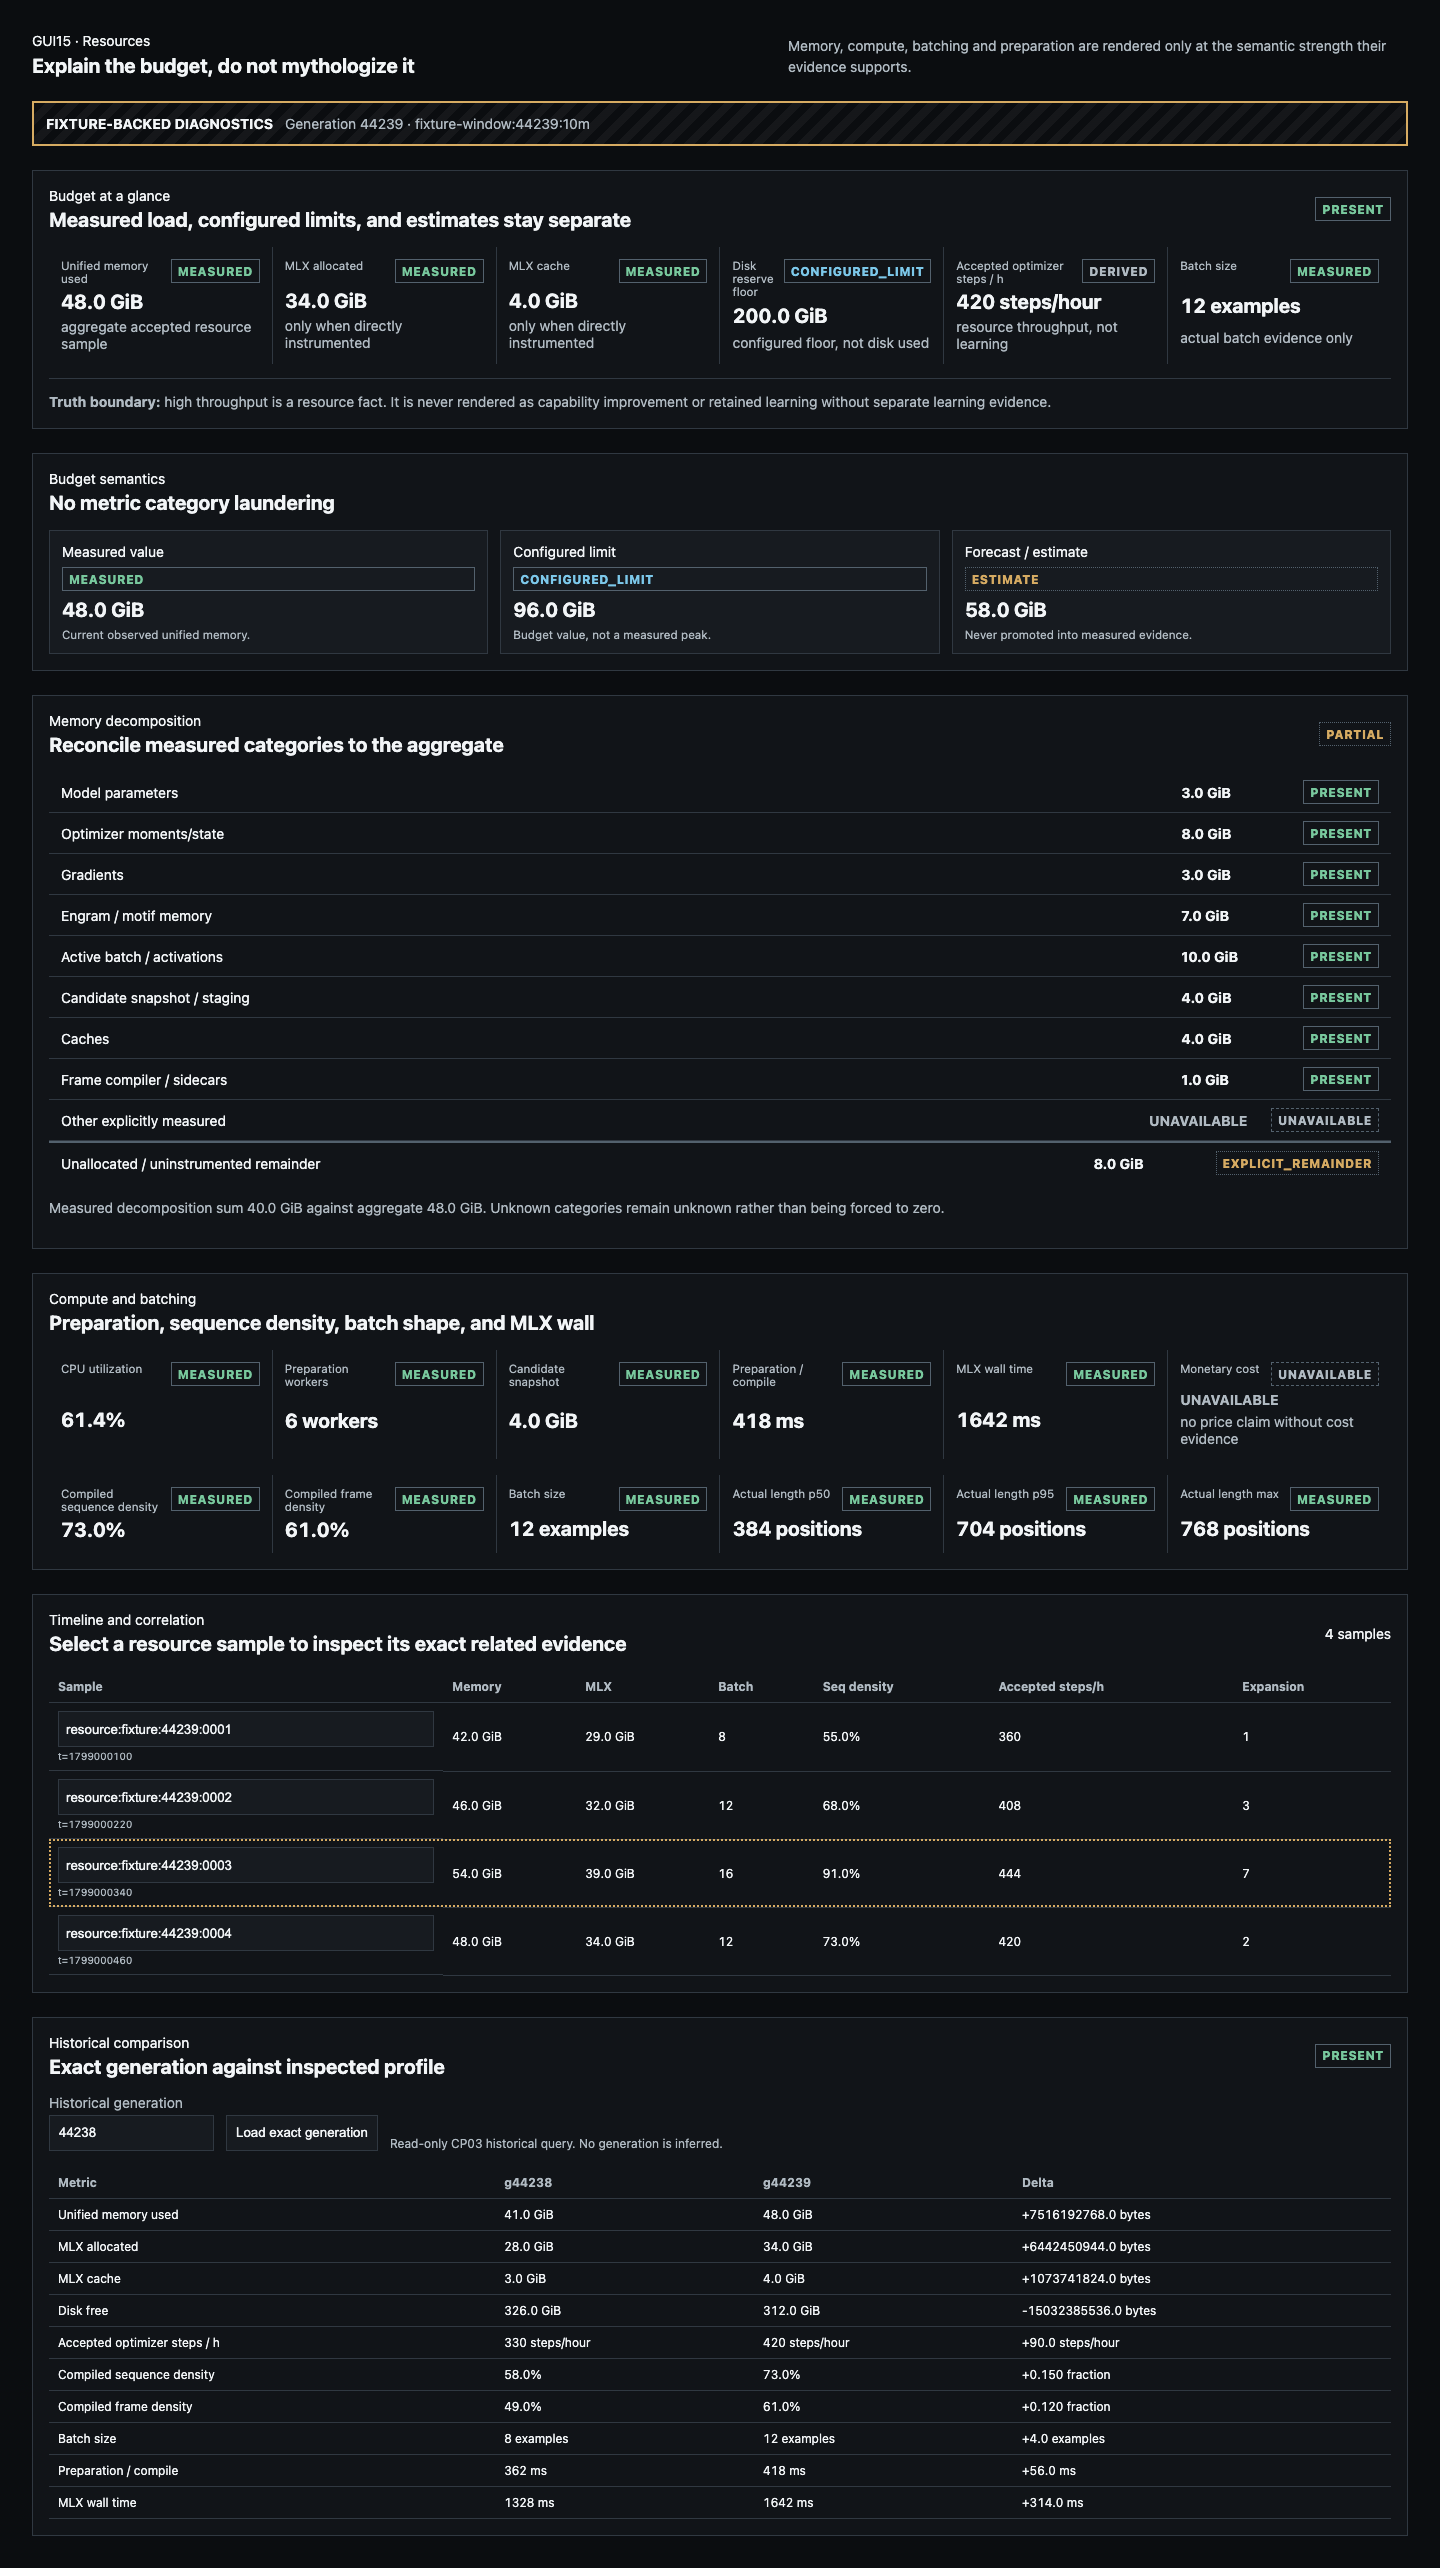 GUI15 · Resources
Explain the budget, do not mythologize it
Memory, compute, batching and preparation are rendered only at the semantic strength their
evidence supports.
FIXTURE-BACKED DIAGNOSTICS Generation 44239 · fixture-window:44239:10m
Budget at a glance
Measured load, configured limits, and estimates stay separate
PRESENT
Unified memory
used
MEASURED
48.0 GiB
aggregate accepted resource
sample
MLX allocated
MEASURED
34.0 GiB
only when directly
instrumented
MLX cache
MEASURED
4.0 GiB
only when directly
instrumented
Disk
reserve
floor
CONFIGURED_LIMIT
200.0 GiB
configured floor, not disk used
Accepted optimizer
steps / h
DERIVED
420 steps/hour
resource throughput, not
learning
Batch size
MEASURED
12 examples
actual batch evidence only
Truth boundary: high throughput is a resource fact. It is never rendered as capability improvement or retained learning without separate learning evidence.
Budget semantics
No metric category laundering
Measured value
MEASURED
48.0 GiB
Current observed unified memory.
Configured limit
CONFIGURED_LIMIT
96.0 GiB
Budget value, not a measured peak.
Forecast / estimate
ESTIMATE
58.0 GiB
Never promoted into measured evidence.
Memory decomposition
Reconcile measured categories to the aggregate
PARTIAL
Model parameters 3.0 GiB PRESENT
Optimizer moments/state 8.0 GiB PRESENT
Gradients 3.0 GiB PRESENT
Engram / motif memory 7.0 GiB PRESENT
Active batch / activations 10.0 GiB PRESENT
Candidate snapshot / staging 4.0 GiB PRESENT
Caches 4.0 GiB PRESENT
Frame compiler / sidecars 1.0 GiB PRESENT
Other explicitly measured UNAVAILABLE UNAVAILABLE
Unallocated / uninstrumented remainder 8.0 GiB EXPLICIT_REMAINDER
Measured decomposition sum 40.0 GiB against aggregate 48.0 GiB. Unknown categories remain unknown rather than being forced to zero.
Compute and batching
Preparation, sequence density, batch shape, and MLX wall
CPU utilization
MEASURED
61.4%
Preparation
workers
MEASURED
6 workers
Candidate
snapshot
MEASURED
4.0 GiB
Preparation /
compile
MEASURED
418 ms
MLX wall time
MEASURED
1642 ms
Monetary cost
UNAVAILABLE
UNAVAILABLE
no price claim without cost
evidence
Compiled
sequence density
MEASURED
73.0%
Compiled frame
density
MEASURED
61.0%
Batch size
MEASURED
12 examples
Actual length p50
MEASURED
384 positions
Actual length p95
MEASURED
704 positions
Actual length max
MEASURED
768 positions
Timeline and correlation
Select a resource sample to inspect its exact related evidence
4 samples
Sample Memory MLX Batch Seq density Accepted steps/h Expansion
resource:fixture:44239:0001 42.0 GiB 29.0 GiB 8 55.0% 360 1
t=1799000100
resource:fixture:44239:0002 46.0 GiB 32.0 GiB 12 68.0% 408 3
t=1799000220
resource:fixture:44239:0003 54.0 GiB 39.0 GiB 16 91.0% 444 7
t=1799000340
resource:fixture:44239:0004 48.0 GiB 34.0 GiB 12 73.0% 420 2
t=1799000460
Historical comparison
Exact generation against inspected profile
PRESENT
Historical generation
44238 Load exact generation Read-only CP03 historical query. No generation is inferred.
Metric g44238 g44239 Delta
Unified memory used 41.0 GiB 48.0 GiB +7516192768.0 bytes
MLX allocated 28.0 GiB 34.0 GiB +6442450944.0 bytes
MLX cache 3.0 GiB 4.0 GiB +1073741824.0 bytes
Disk free 326.0 GiB 312.0 GiB -15032385536.0 bytes
Accepted optimizer steps / h 330 steps/hour 420 steps/hour +90.0 steps/hour
Compiled sequence density 58.0% 73.0% +0.150 fraction
Compiled frame density 49.0% 61.0% +0.120 fraction
Batch size 8 examples 12 examples +4.0 examples
Preparation / compile 362 ms 418 ms +56.0 ms
MLX wall time 1328 ms 1642 ms +314.0 ms